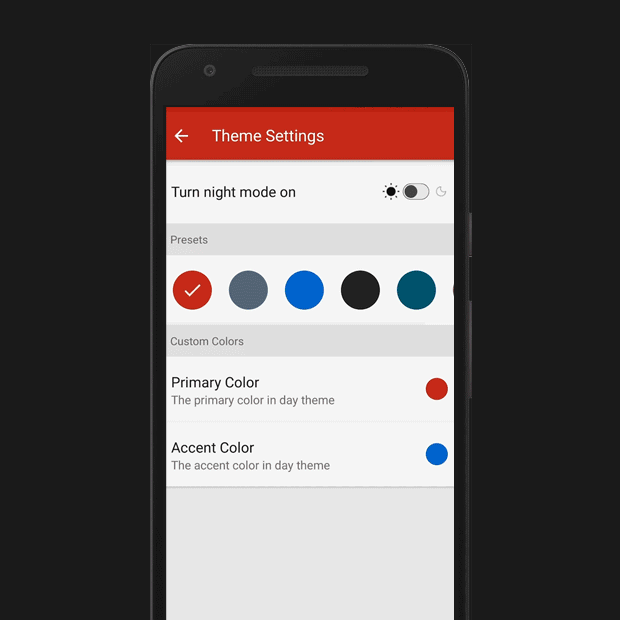 Theme Settings
Turn night mode on
Presets
Custom Colors
Primary Color
The primary color in day theme
Accent Color
The accent color in day theme